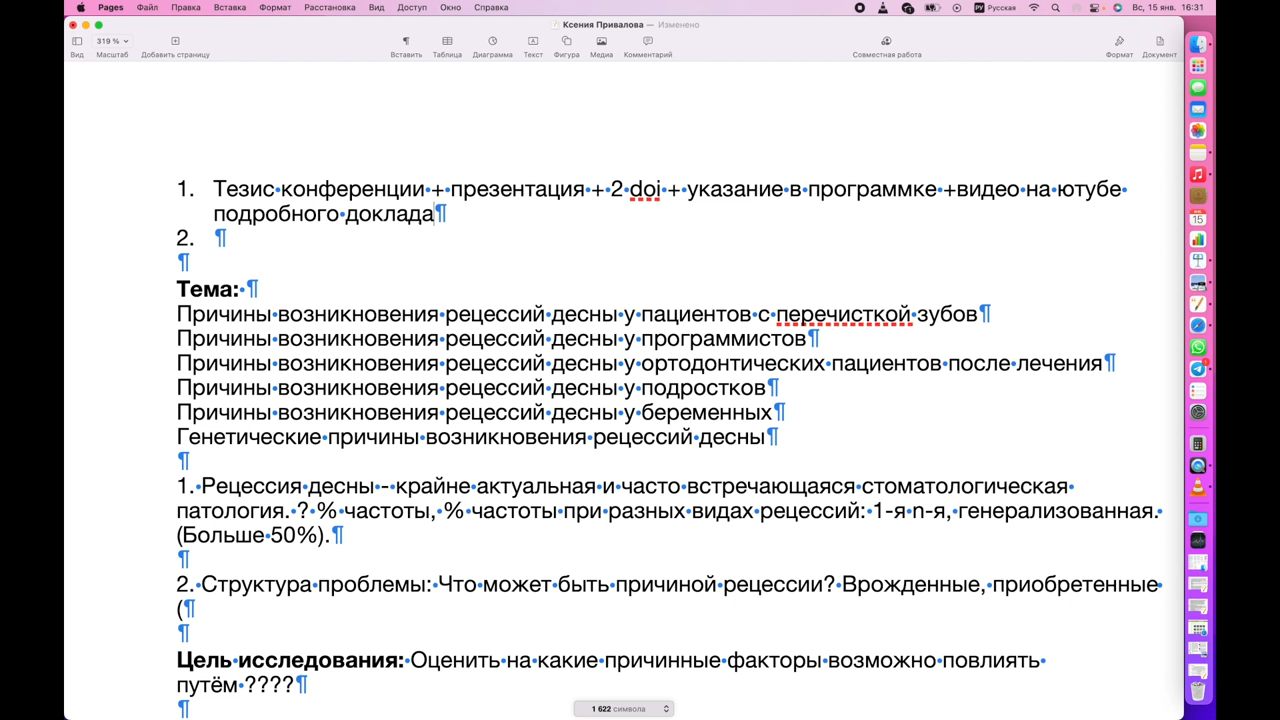 Pages Файл Правка Вставка Формат Расстановка Вид Доступ Окно Справка РУ Русская Вс, 15 янв. 16:31
Ксения Привалова — Изменено
319 %
Вид Масштаб Добавить страницу Вставить Таблица Диаграмма Текст Фигура Медиа Комментарий Совместная работа Формат Документ
1. Тезис конференции + презентация + 2 doi + указание в программке +видео на ютубе
подробного доклада¶
2. ¶
¶
Тема: ¶
Причины возникновения рецессий десны у пациентов с перечисткой зубов¶
Причины возникновения рецессий десны у программистов¶
Причины возникновения рецессий десны у ортодонтических пациентов после лечения¶
Причины возникновения рецессий десны у подростков¶
Причины возникновения рецессий десны у беременных¶
Генетические причины возникновения рецессий десны¶
¶
1. Рецессия десны - крайне актуальная и часто встречающаяся стоматологическая
патология. ? % частоты, % частоты при разных видах рецессий: 1-я n-я, генерализованная.
(Больше 50%).¶
¶
2. Структура проблемы: Что может быть причиной рецессии? Врожденные, приобретенные
(¶
¶
Цель исследования: Оценить на какие причинные факторы возможно повлиять
путём ????¶
¶
1 622 символа